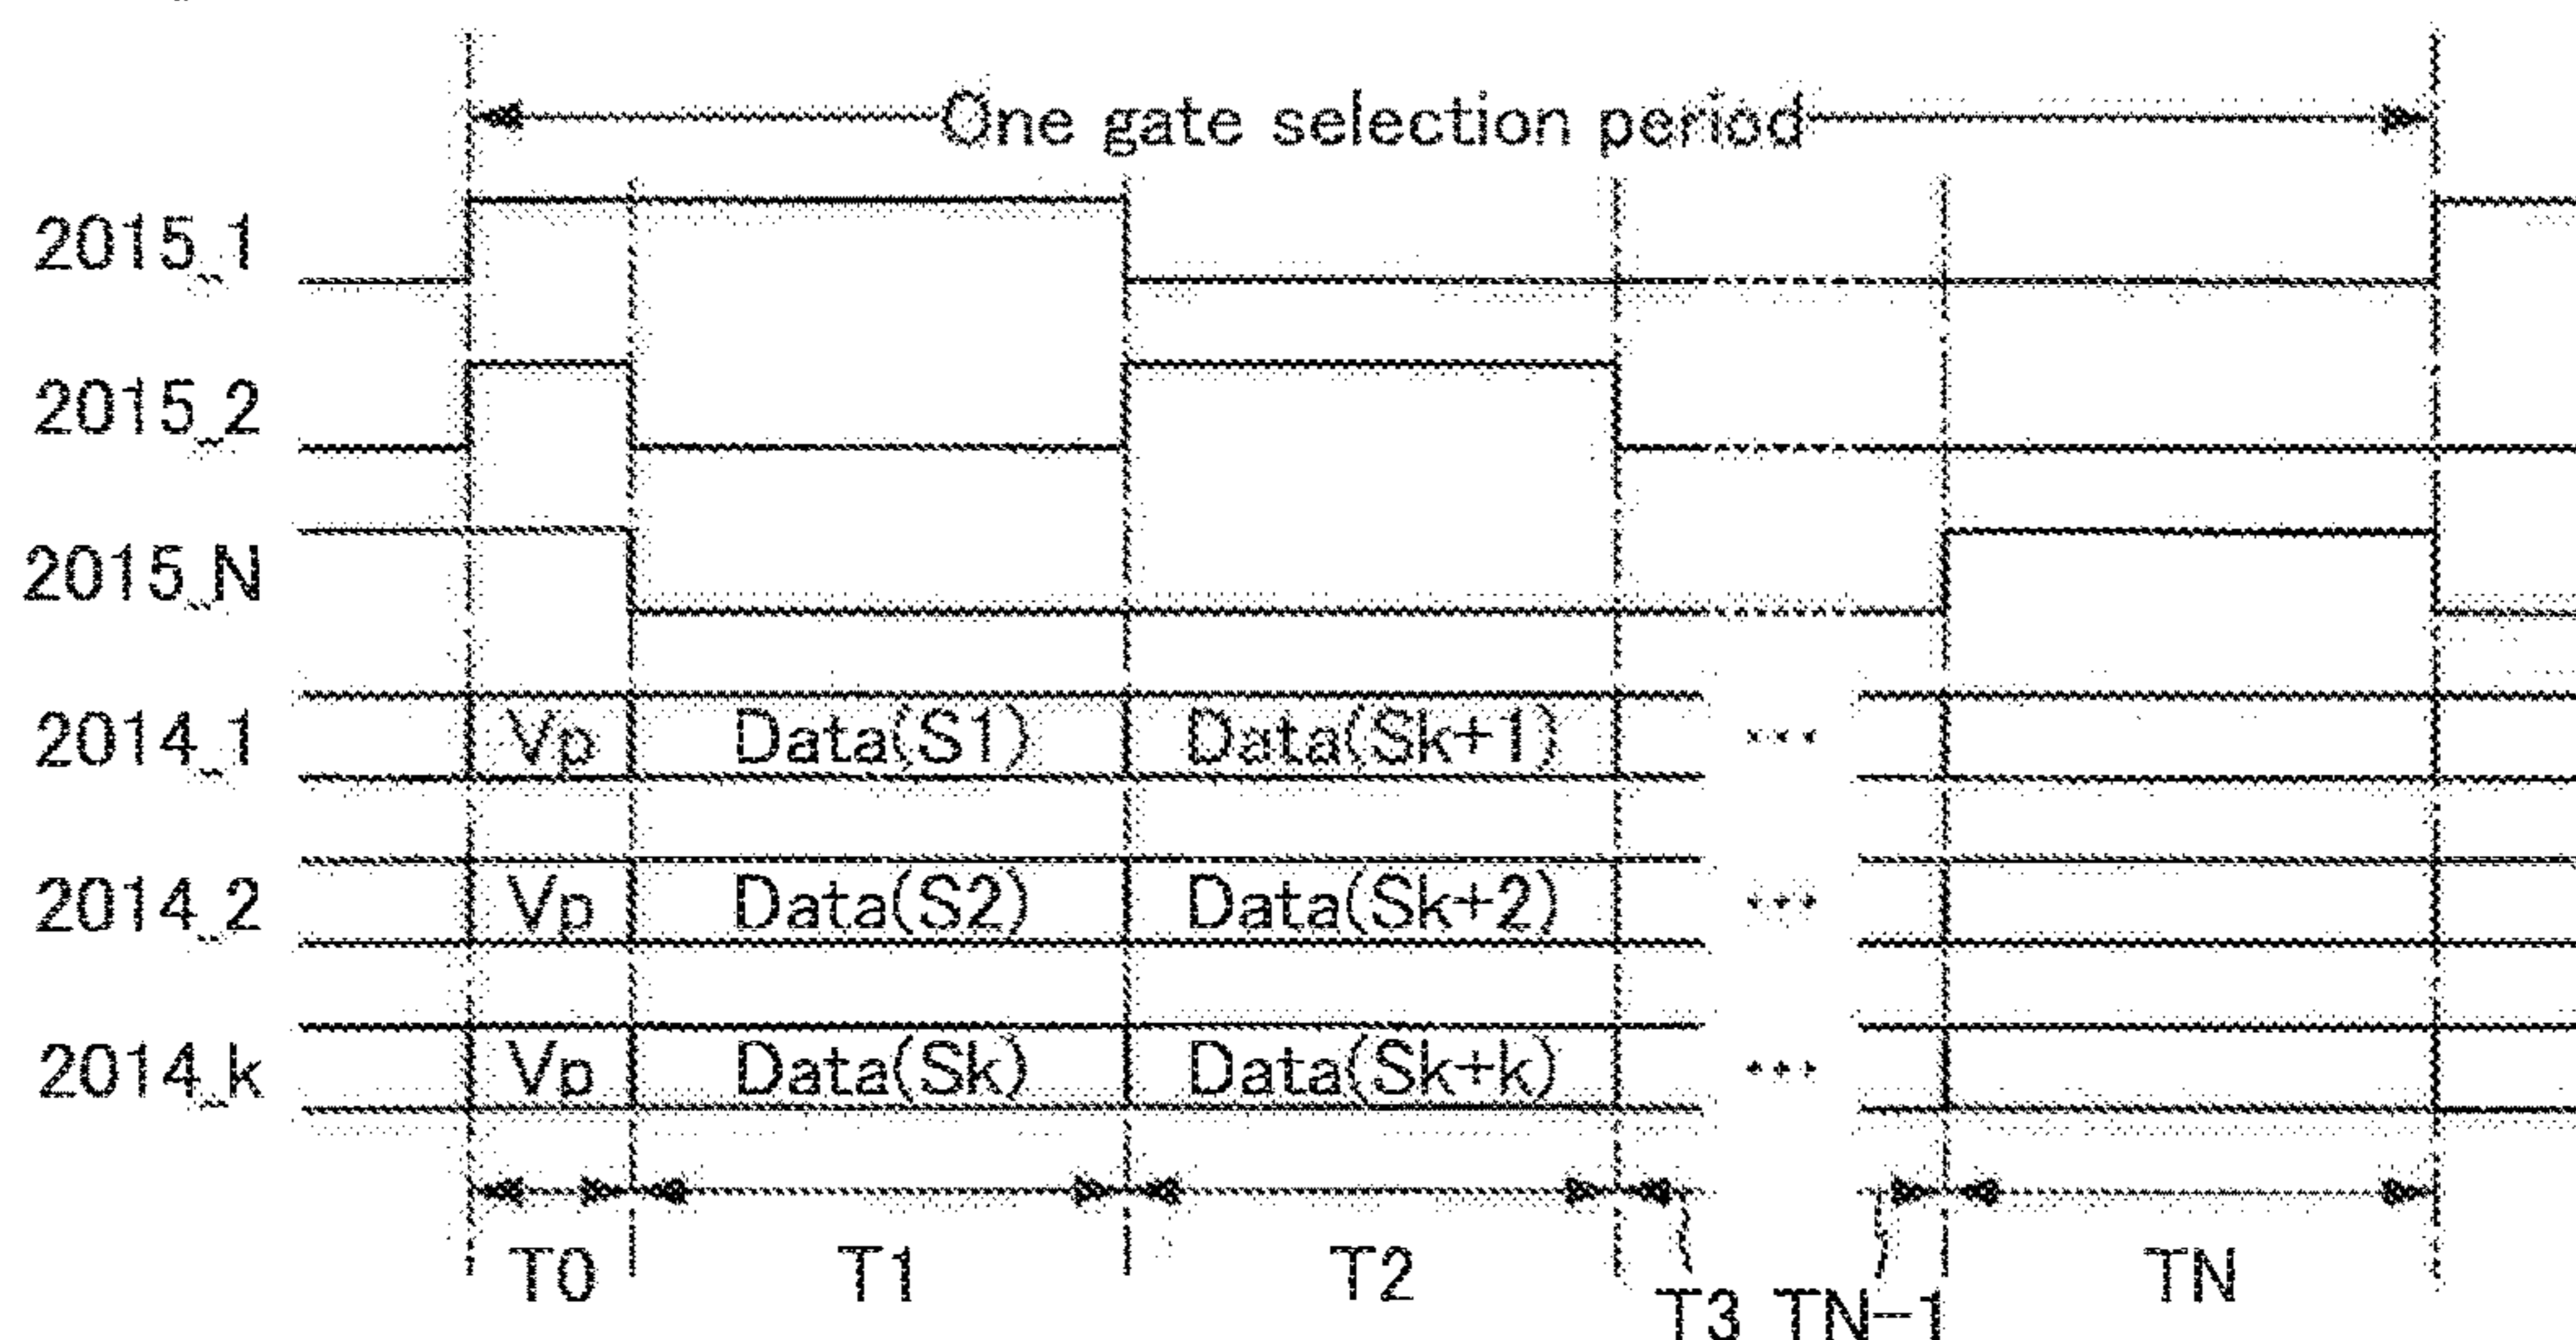 One gate selection period
2015_1
2015_2
2015_N
2014_1 Vp Data(S1) Data(Sk+1) ...
2014_2 Vp Data(S2) Data(Sk+2) ...
2014_k Vp Data(Sk) Data(Sk+k) ...
T0 T1 T2 T3 TN-1 TN